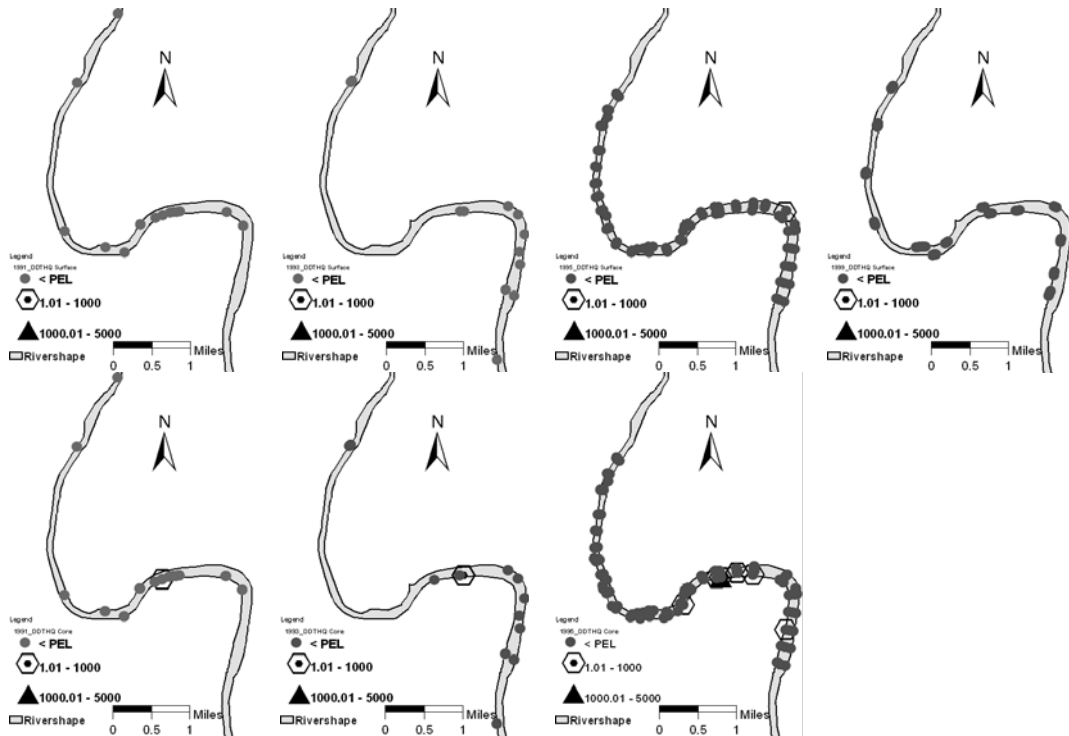 N
Legend
1991_DDTHQ Surface
< PEL
1.01 - 1000
1000.01 - 5000
Rivershape
Miles
0 0.5 1
N
Legend
1993_DDTHQ Surface
< PEL
1.01 - 1000
1000.01 - 5000
Rivershape
Miles
0 0.5 1
N
Legend
1995_DDTHQ Surface
< PEL
1.01 - 1000
1000.01 - 5000
Rivershape
Miles
0 0.5 1
N
Legend
1999_DDTHQ Surface
< PEL
1.01 - 1000
1000.01 - 5000
Rivershape
Miles
0 0.5 1
N
Legend
1991_DDTHQ Core
< PEL
1.01 - 1000
1000.01 - 5000
Rivershape
Miles
0 0.5 1
N
Legend
1993_DDTHQ Core
< PEL
1.01 - 1000
1000.01 - 5000
Rivershape
Miles
0 0.5 1
N
Legend
1995_DDTHQ Core
< PEL
1.01 - 1000
1000.01 - 5000
Rivershape
Miles
0 0.5 1